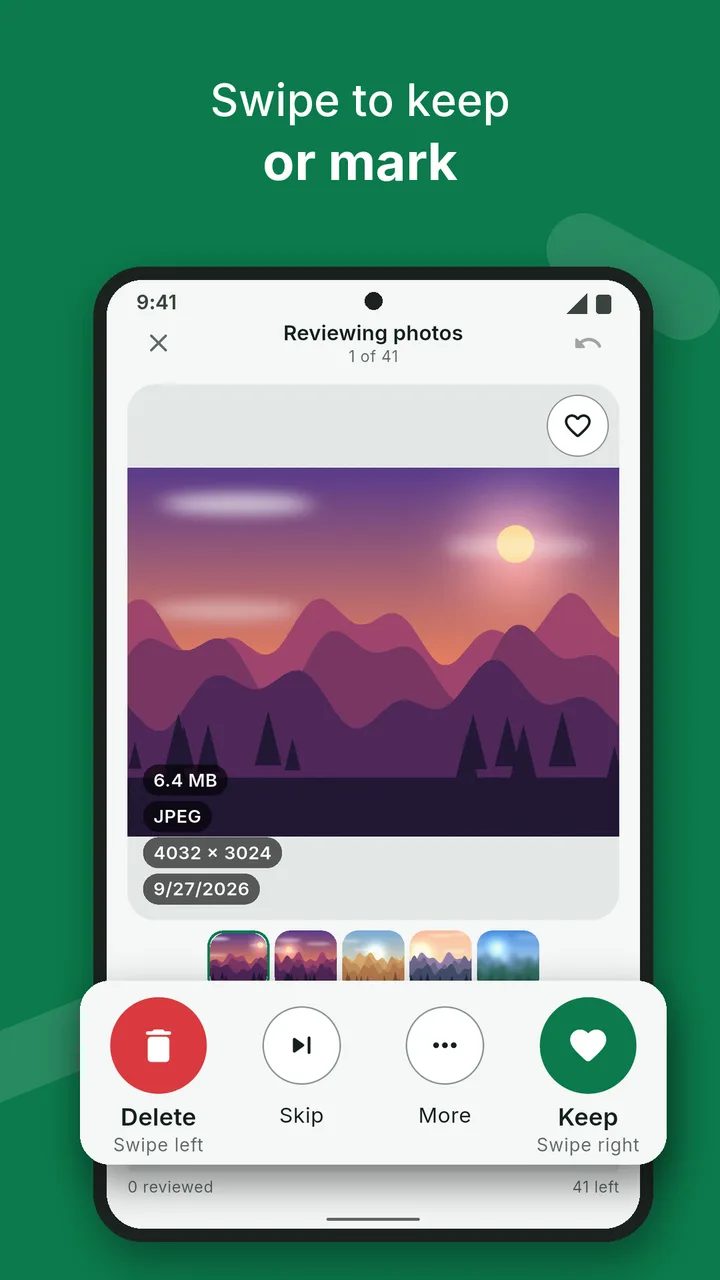 Swipe to keep
or mark
9:41
Reviewing photos
1 of 41
6.4 MB
JPEG
4032 × 3024
9/27/2026
Delete
Swipe left
Skip
More
Keep
Swipe right
0 reviewed
41 left